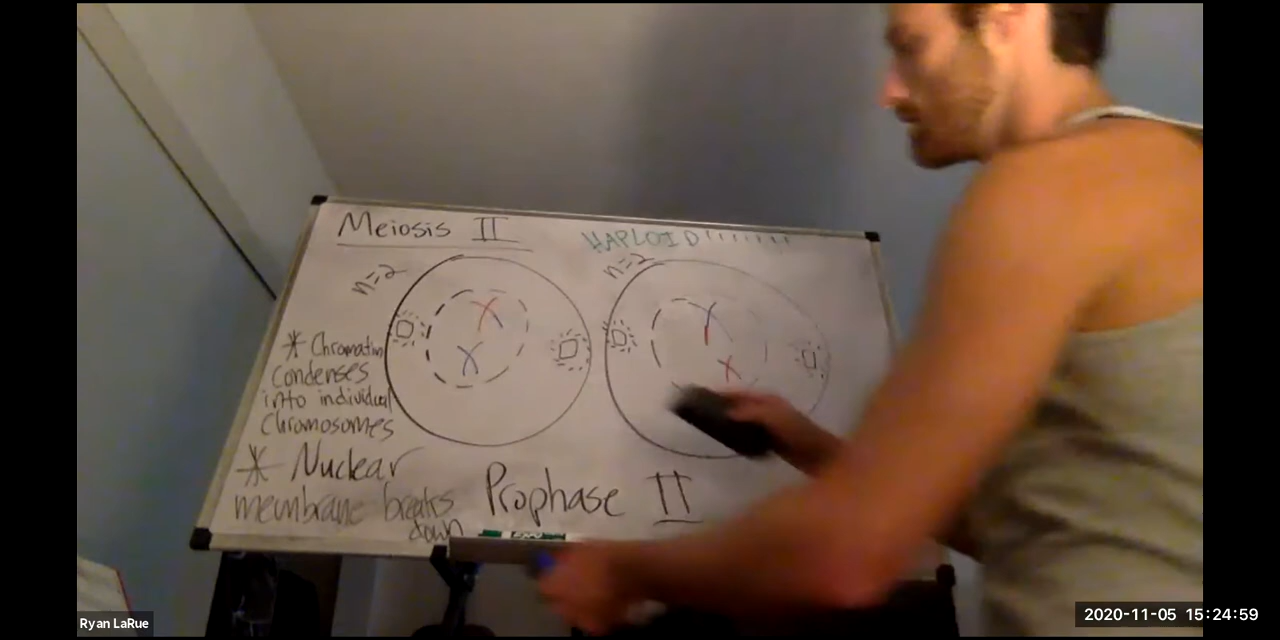 Meiosis II
HAPLOID'''''''
n=2
n=2
* Chromatin
condenses
into individual
chromosomes
* Nuclear
membrane breaks
down
Prophase II
EXPO
Ryan LaRue
2020-11-05 15:24:59